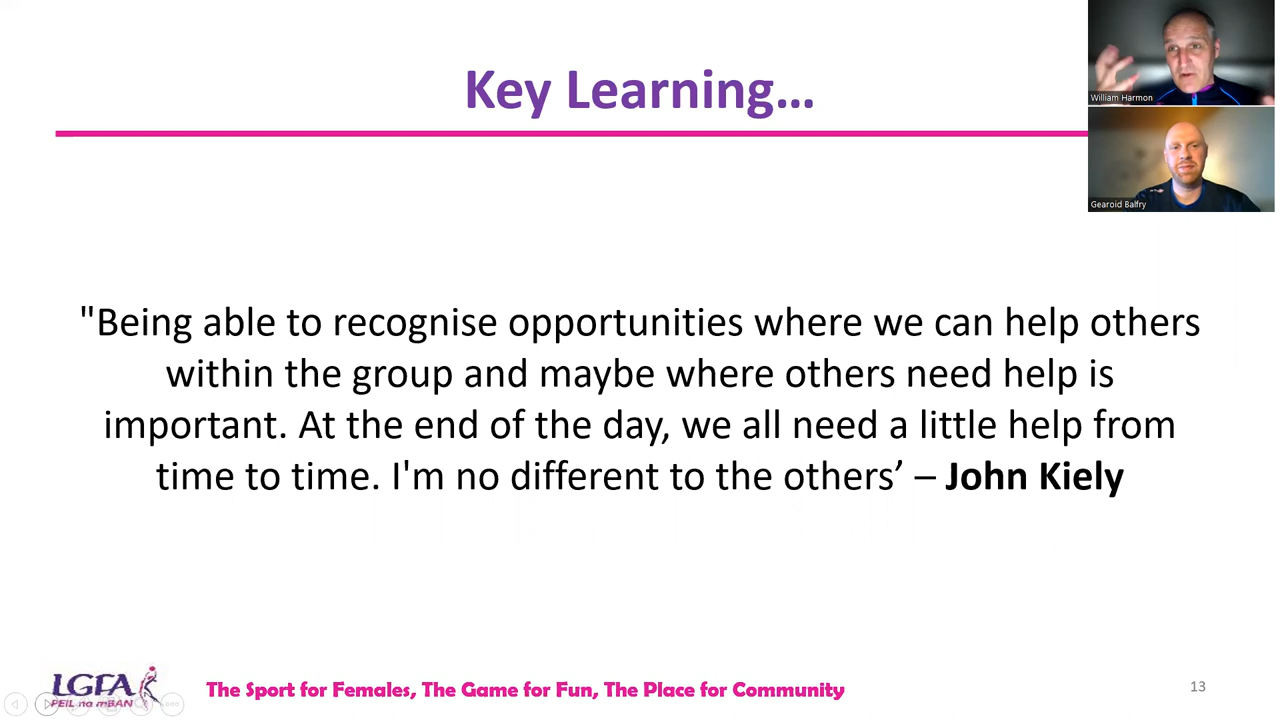 Key Learning...
William Harmon
Gearoid Balfry
"Being able to recognise opportunities where we can help others
within the group and maybe where others need help is
important. At the end of the day, we all need a little help from
time to time. I'm no different to the others’ – John Kiely
LGFA
PEIL na mBAN
The Sport for Females, The Game for Fun, The Place for Community
13